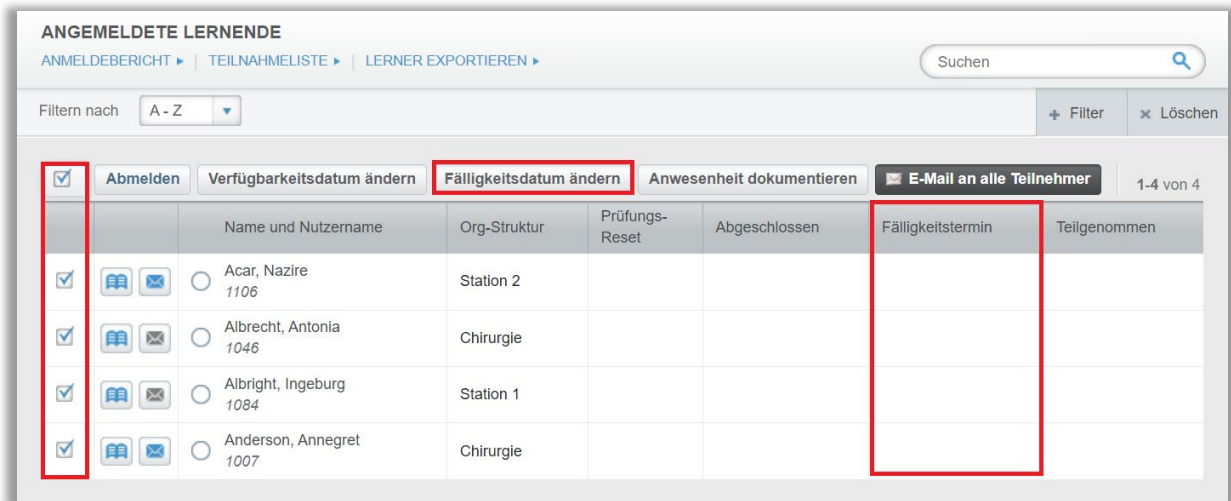 ANGEMELDETE LERNENDE
ANMELDEBERICHT | TEILNAHMELISTE | LERNER EXPORTIEREN
Suchen
Filtern nach A - Z + Filter × Löschen
Abmelden Verfügbarkeitsdatum ändern Fälligkeitsdatum ändern Anwesenheit dokumentieren E-Mail an alle Teilnehmer 1-4 von 4
Name und Nutzername Org-Struktur Prüfungs-
Reset Abgeschlossen Fälligkeitstermin Teilgenommen
Acar, Nazire
1106 Station 2
Albrecht, Antonia
1046 Chirurgie
Albright, Ingeburg
1084 Station 1
Anderson, Annegret
1007 Chirurgie